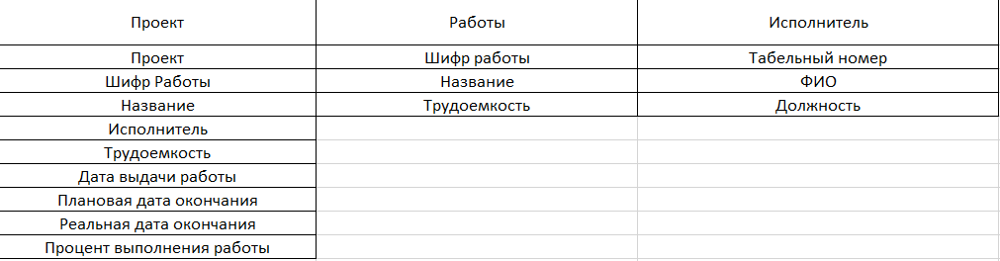 Проект Работы Исполнитель
Проект Шифр работы Табельный номер
Шифр Работы Название ФИО
Название Трудоемкость Должность
Исполнитель
Трудоемкость
Дата выдачи работы
Плановая дата окончания
Реальная дата окончания
Процент выполнения работы